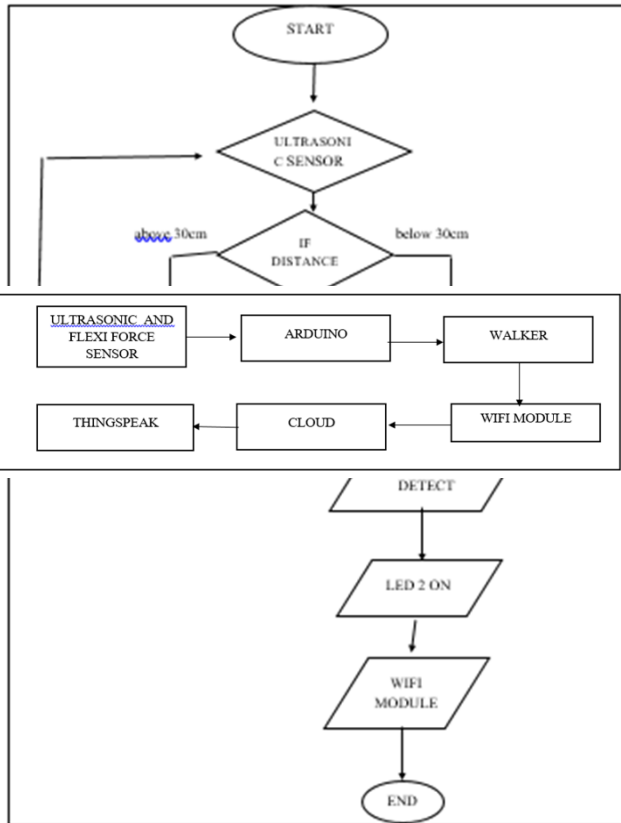 START
ULTRASONI
C SENSOR
above 30cm
below 30cm
IF
DISTANCE
ULTRASONIC AND
FLEXI FORCE
SENSOR
ARDUINO
WALKER
THINGSPEAK
CLOUD
WIFI MODULE
DETECT
LED 2 ON
WIFI
MODULE
END